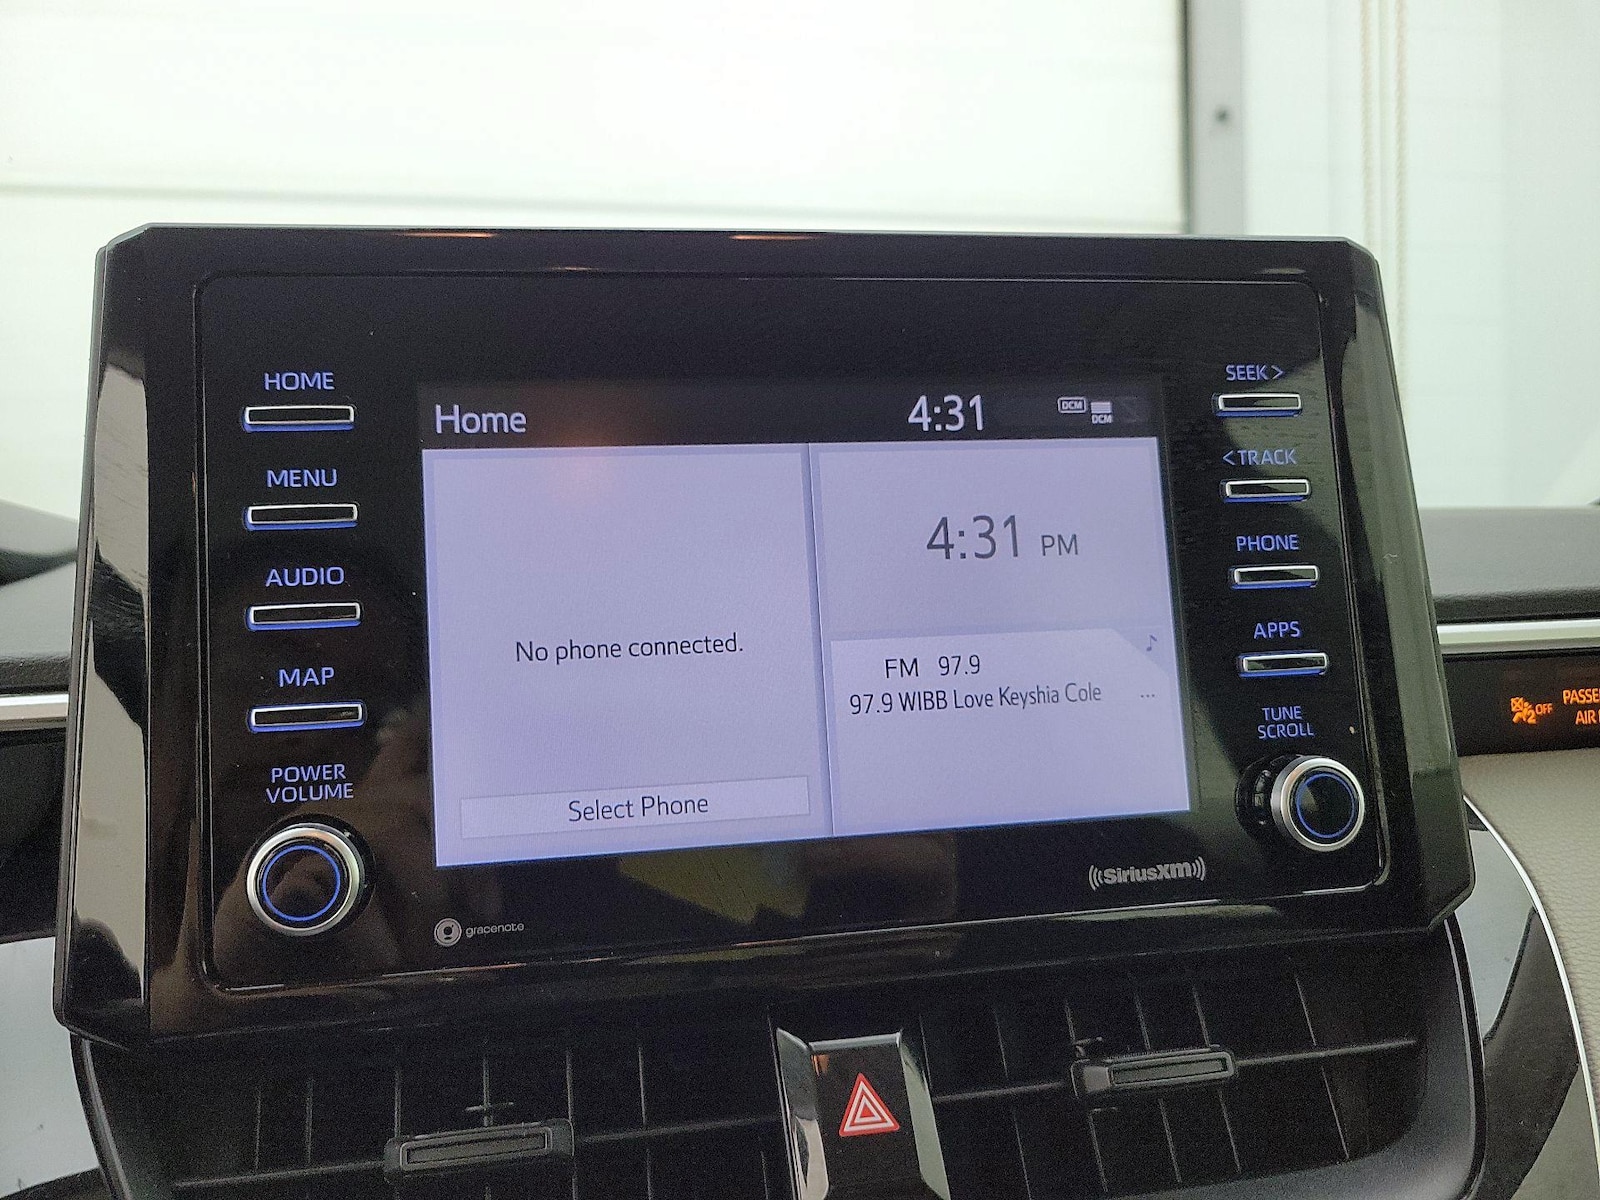 HOME
MENU
AUDIO
MAP
POWER
VOLUME
Home
4:31
DCM
DCM
No phone connected.
Select Phone
4:31 PM
FM 97.9
97.9 WIBB Love Keyshia Cole
...
SEEK >
< TRACK
PHONE
APPS
TUNE
SCROLL
gracenote
SiriusXM
OFF
AIR